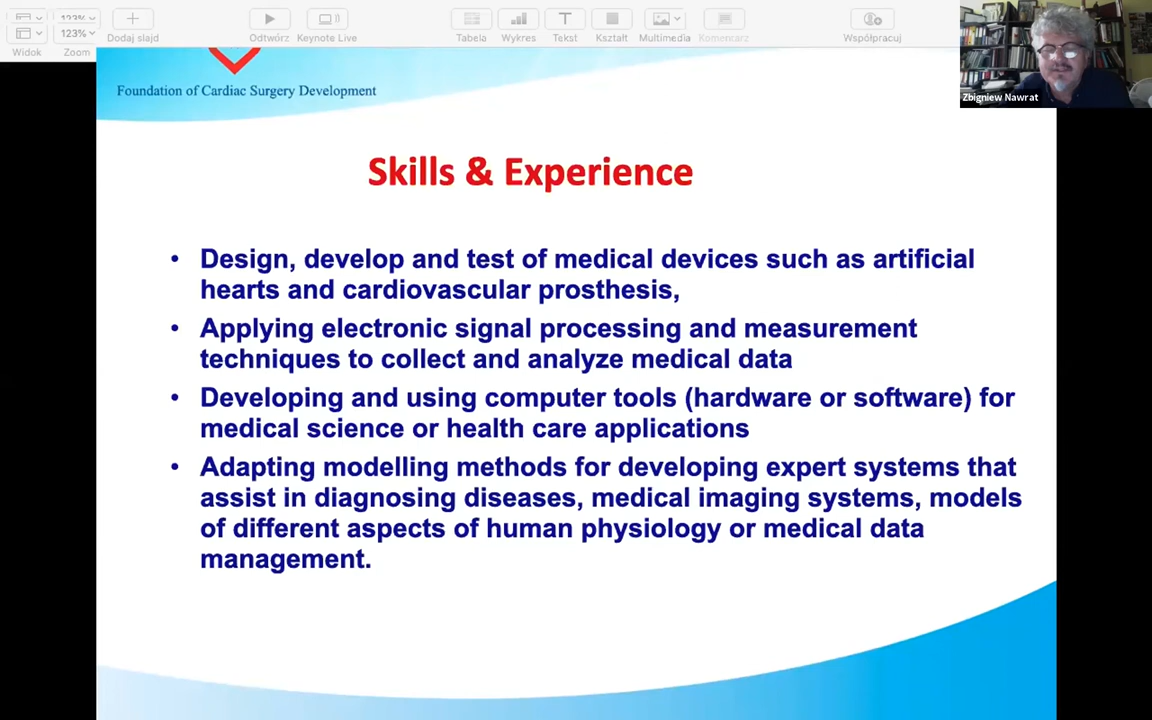 123%
123%
Dodaj slajd
Odtwórz
Keynote Live
Tabela
Wykres
Tekst
Kształt
Multimedia
Komentarz
Współpracuj
Widok
Zoom
Zbigniew Nawrat
Foundation of Cardiac Surgery Development
Skills & Experience
• Design, develop and test of medical devices such as artificial
hearts and cardiovascular prosthesis,
• Applying electronic signal processing and measurement
techniques to collect and analyze medical data
• Developing and using computer tools (hardware or software) for
medical science or health care applications
• Adapting modelling methods for developing expert systems that
assist in diagnosing diseases, medical imaging systems, models
of different aspects of human physiology or medical data
management.